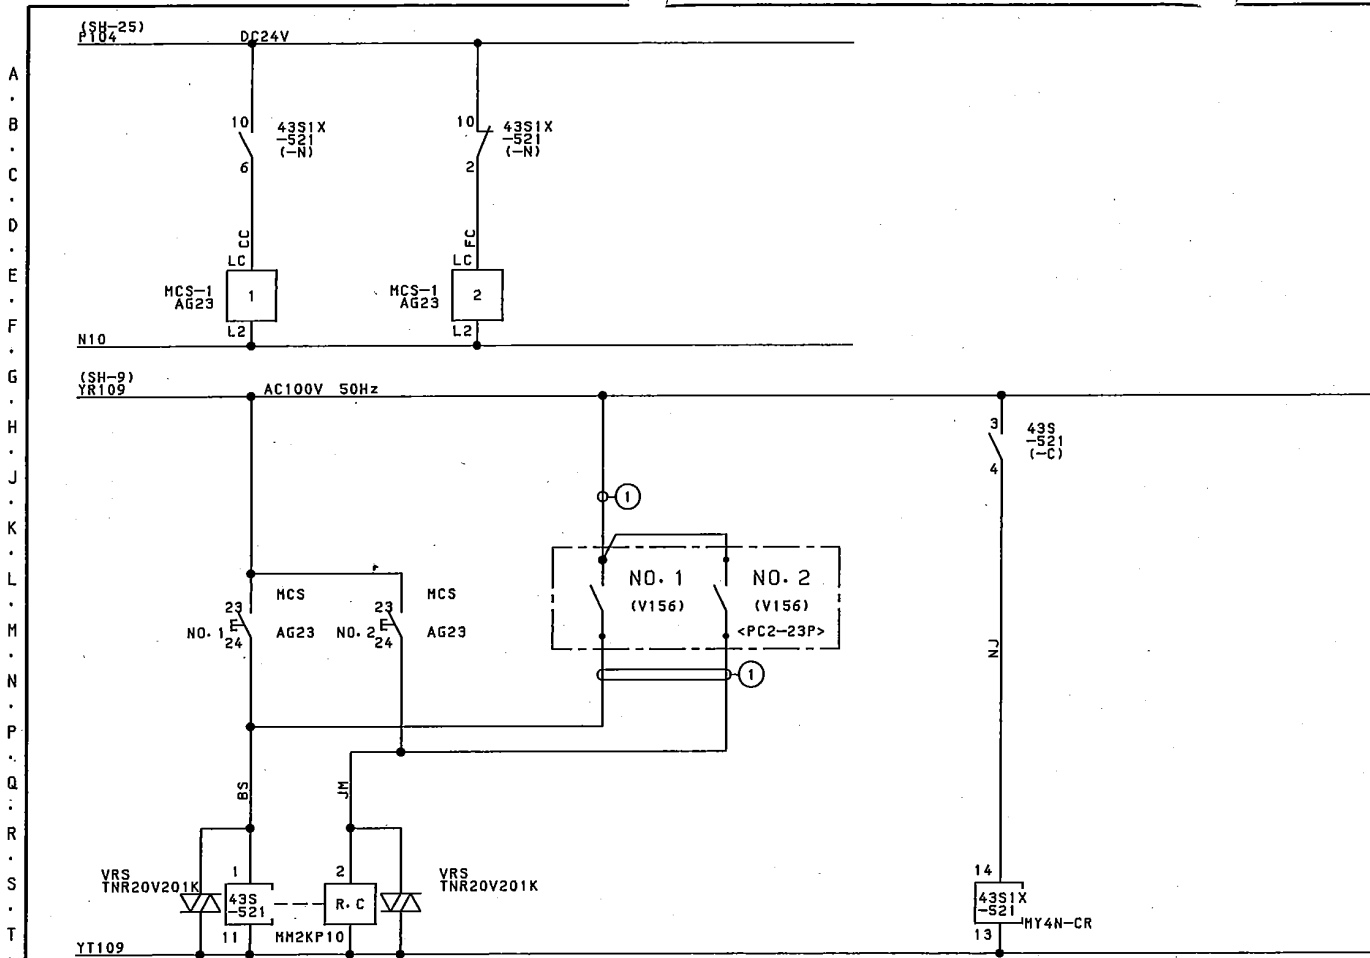 (SH-25)
P104
DC24V
A
B
C
D
E
F
G
H
J
K
L
M
N
P
Q
R
S
T
10
43S1X
-521
(-N)
6
10
43S1X
-521
(-N)
2
CC
LC
MCS-1
AG23
1
L2
FC
LC
MCS-1
AG23
2
L2
N10
(SH-9)
YR109
AC100V 50Hz
3
43S
-521
(-C)
4
1
MCS
23
NO. 1
24
AG23
MCS
23
NO. 2
24
AG23
NO. 1
(V156)
NO. 2
(V156)
<PC2-23P>
1
NJ
BS
JM
VRS
TNR20V201K
1
43S
-521
11
2
R.C
MM2KP10
VRS
TNR20V201K
14
43S1X
-521
13
MY4N-CR
YT109